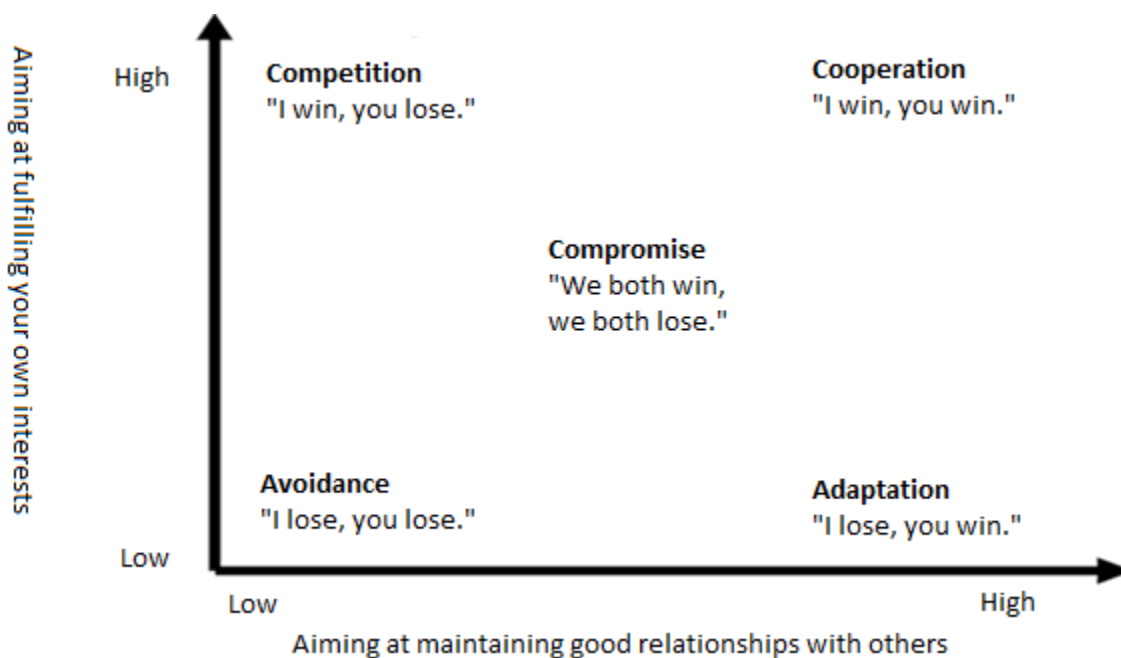 Aiming at fulfilling your own interests
High
Competition
"I win, you lose."
Cooperation
"I win, you win."
Compromise
"We both win,
we both lose."
Avoidance
"I lose, you lose."
Adaptation
"I lose, you win."
Low
Low
High
Aiming at maintaining good relationships with others